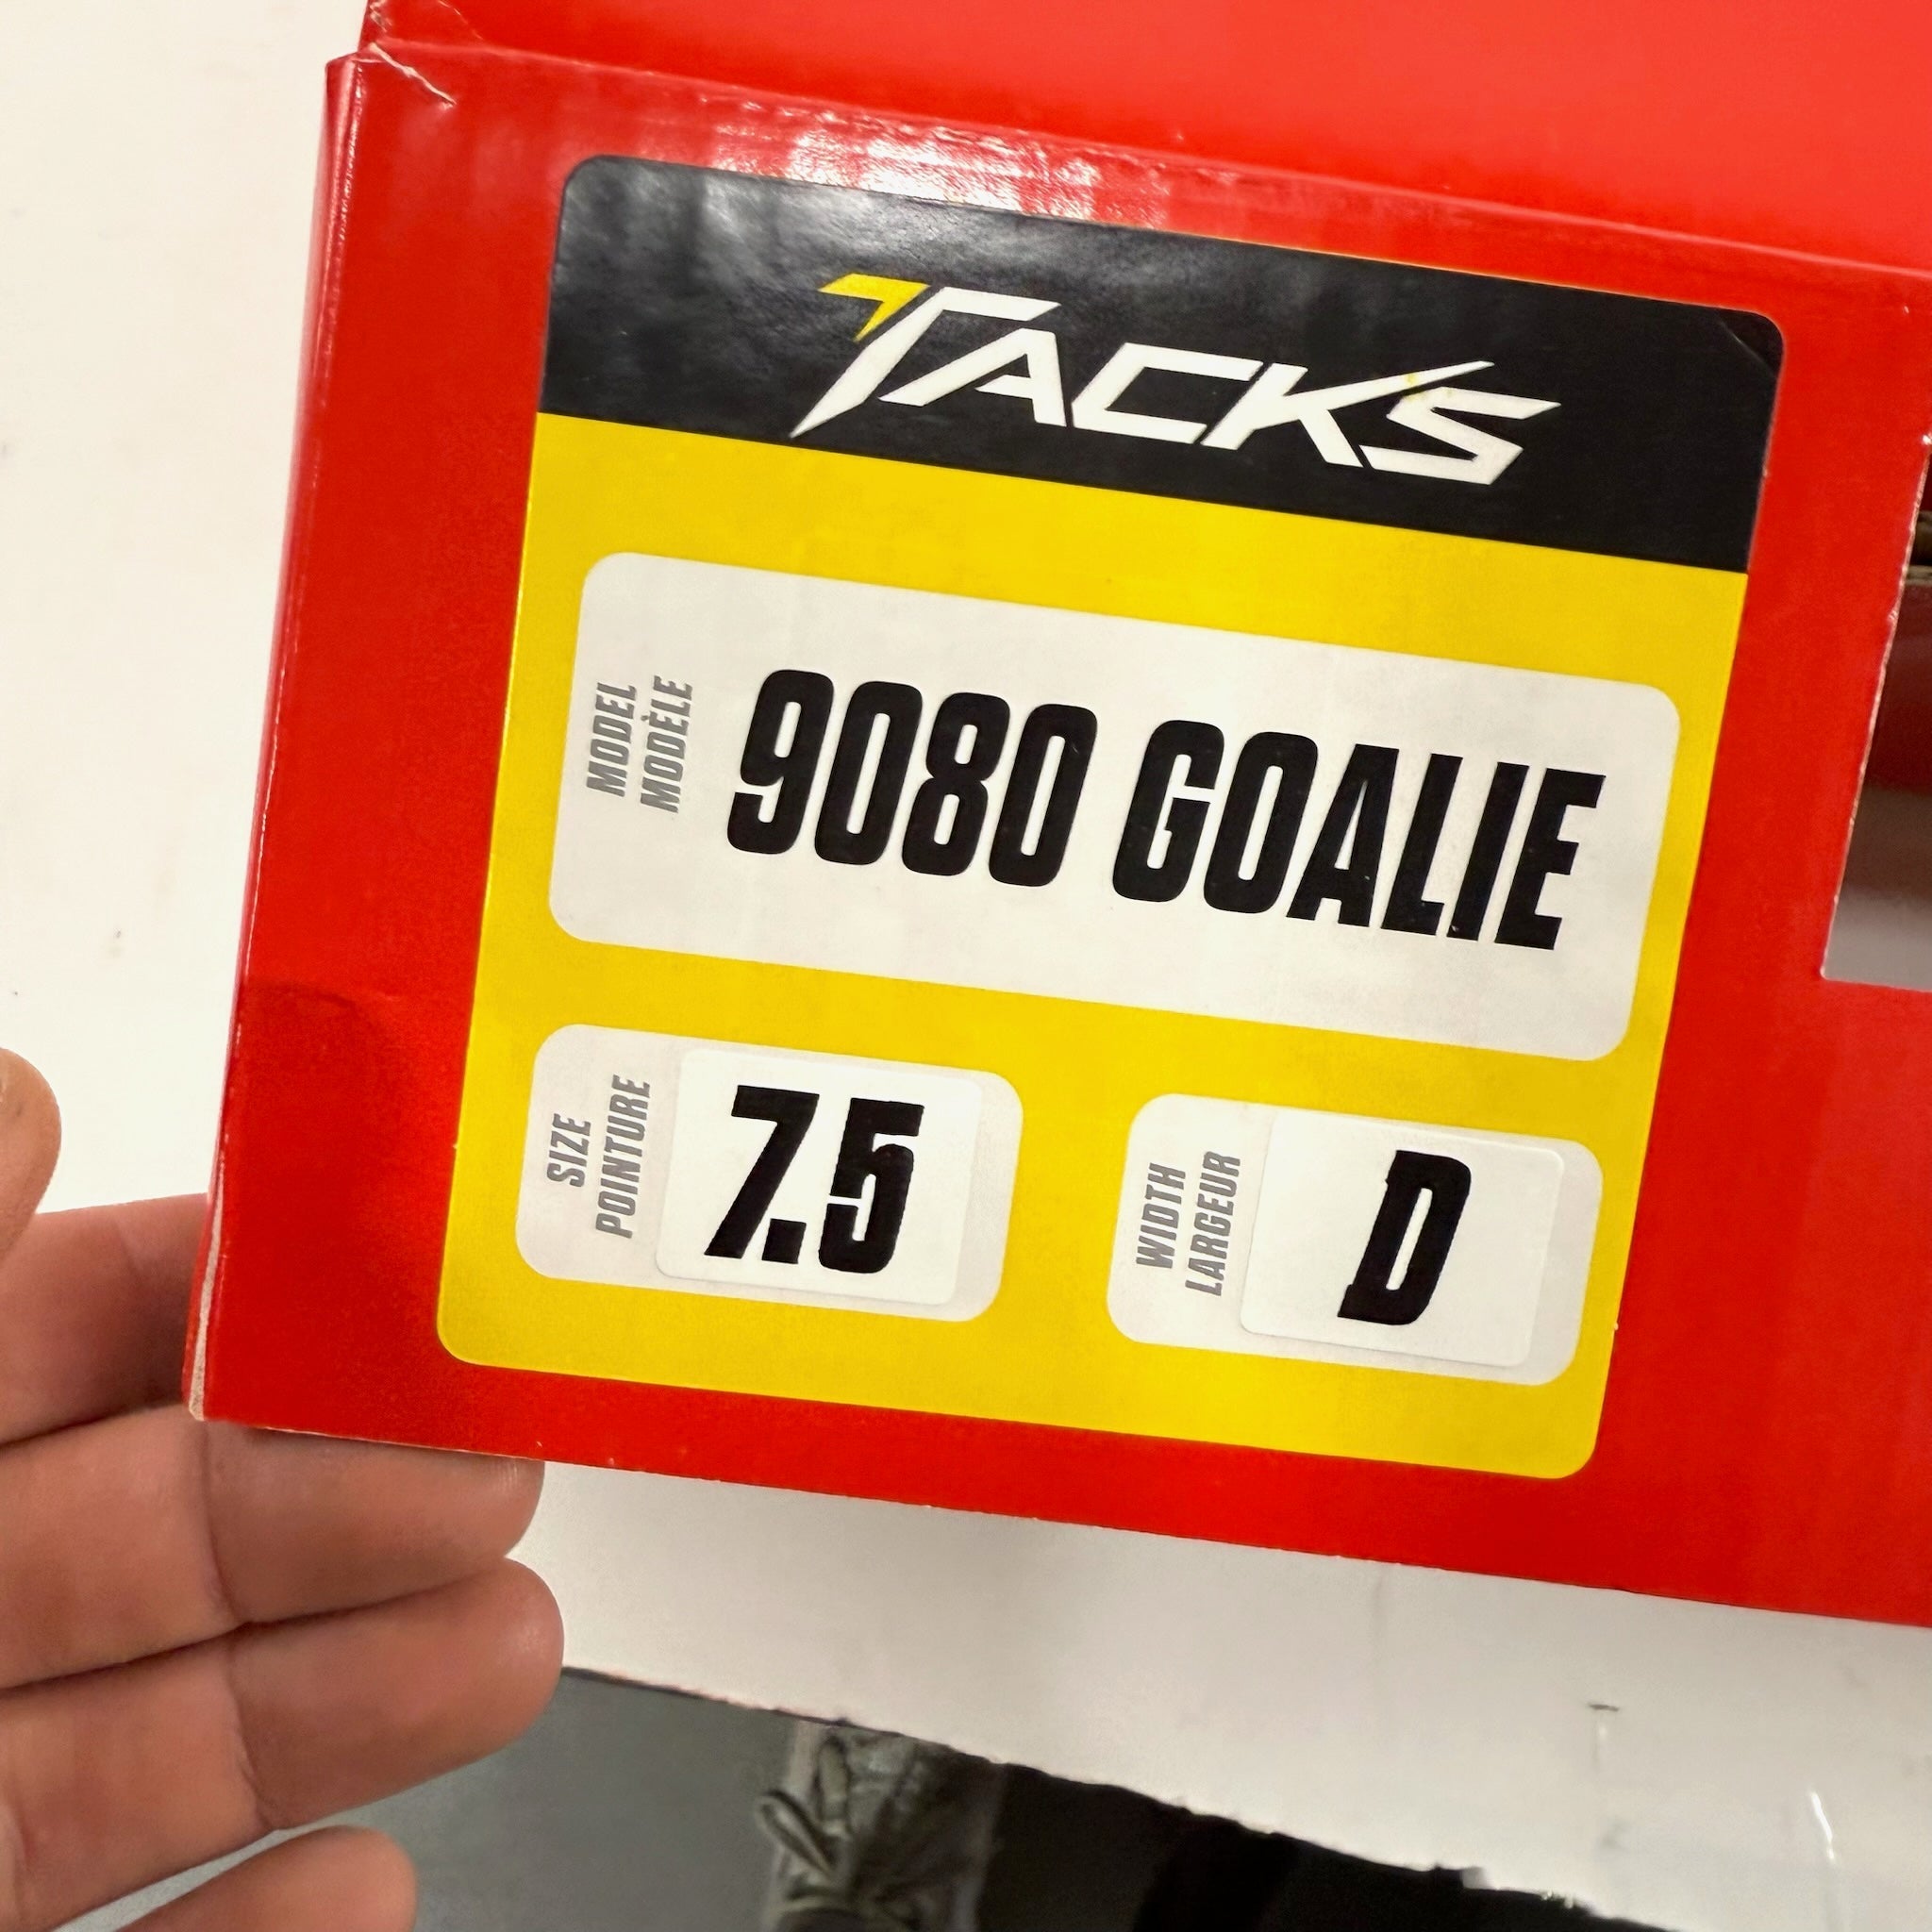 TACKS
MODEL
MODÈLE
9080 GOALIE
SIZE
POINTURE
7.5
WIDTH
LARGEUR
D